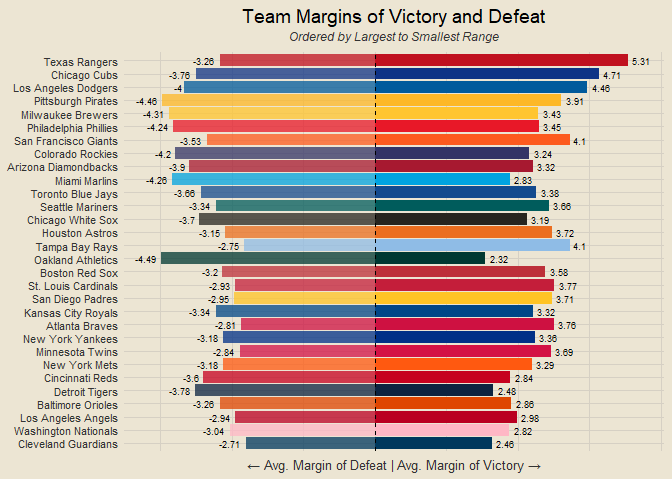 Team Margins of Victory and Defeat
Ordered by Largest to Smallest Range
Texas Rangers -3.26 5.31
Chicago Cubs -3.76 4.71
Los Angeles Dodgers -4 4.46
Pittsburgh Pirates -4.46 3.91
Milwaukee Brewers -4.31 3.43
Philadelphia Phillies -4.24 3.45
San Francisco Giants -3.53 4.1
Colorado Rockies -4.2 3.24
Arizona Diamondbacks -3.9 3.32
Miami Marlins -4.26 2.83
Toronto Blue Jays -3.66 3.38
Seattle Mariners -3.34 3.66
Chicago White Sox -3.7 3.19
Houston Astros -3.15 3.72
Tampa Bay Rays -2.75 4.1
Oakland Athletics -4.49 2.32
Boston Red Sox -3.2 3.58
St. Louis Cardinals -2.93 3.77
San Diego Padres -2.95 3.71
Kansas City Royals -3.34 3.32
Atlanta Braves -2.81 3.76
New York Yankees -3.18 3.36
Minnesota Twins -2.84 3.69
New York Mets -3.18 3.29
Cincinnati Reds -3.6 2.84
Detroit Tigers -3.78 2.48
Baltimore Orioles -3.26 2.86
Los Angeles Angels -2.94 2.98
Washington Nationals -3.04 2.82
Cleveland Guardians -2.71 2.46
← Avg. Margin of Defeat | Avg. Margin of Victory →